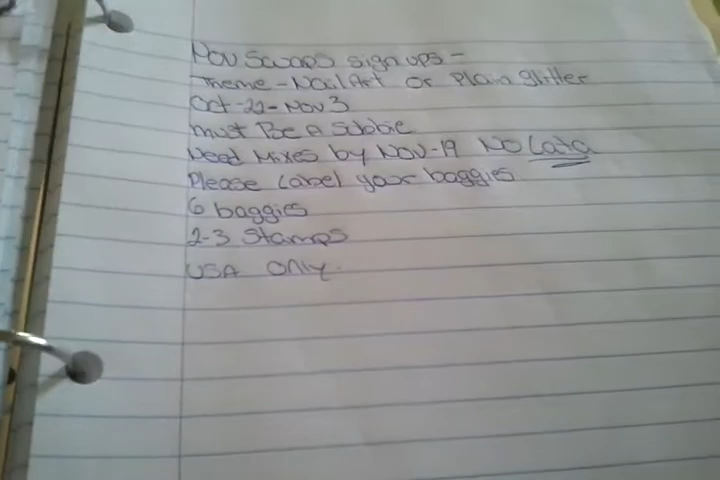 Nov Swaps sign ups -
Theme - Nail Art or Plain glitter
Oct-22-Nov 3
must Be A Subbie
Need Mixes by NOV-19 NO Lata
Please Label your baggies
6 baggies
2-3 Stamps
USA Only.